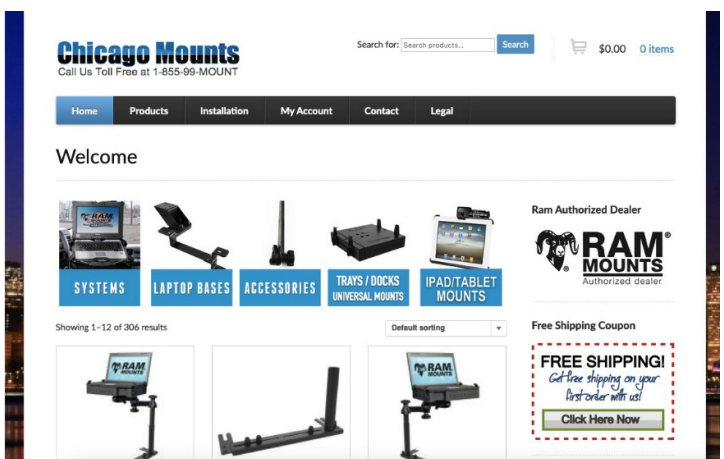 Chicago Mounts
Call Us Toll Free at 1-855-99-MOUNT
Search for: Search products... Search
$0.00 0 items
Home Products Installation My Account Contact Legal
Welcome
RAM
SYSTEMS
LAPTOP BASES
ACCESSORIES
TRAYS / DOCKS
UNIVERSAL MOUNTS
IPAD/TABLET
MOUNTS
Ram Authorized Dealer
RAM®
MOUNTS
Authorized dealer
Showing 1–12 of 306 results
Default sorting
RAM
MOUNTS
RAM
MOUNTS
Free Shipping Coupon
FREE SHIPPING!
Get free shipping on your
first order with us!
Click Here Now